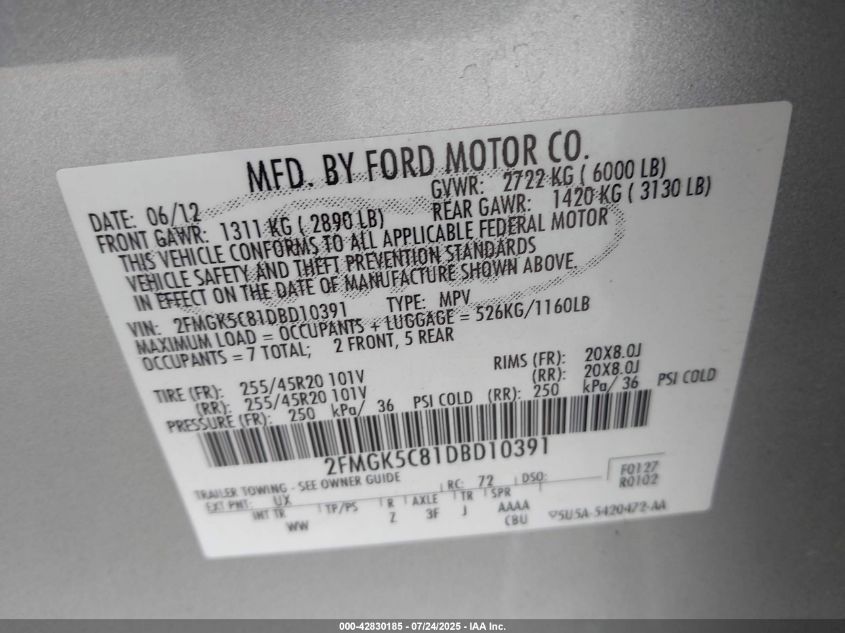 MFD. BY FORD MOTOR CO.
DATE: 06/12 GVWR: 2722 KG ( 6000 LB)
FRONT GAWR: 1311 KG ( 2890 LB) REAR GAWR: 1420 KG ( 3130 LB)
THIS VEHICLE CONFORMS TO ALL APPLICABLE FEDERAL MOTOR
VEHICLE SAFETY AND THEFT PREVENTION STANDARDS
IN EFFECT ON THE DATE OF MANUFACTURE SHOWN ABOVE.
VIN: 2FMGK5C81DBD10391 TYPE: MPV
MAXIMUM LOAD = OCCUPANTS + LUGGAGE = 526KG/1160LB
OCCUPANTS = 7 TOTAL; 2 FRONT, 5 REAR
TIRE (FR): 255/45R20 101V RIMS (FR): 20X8.0J
(RR): 255/45R20 101V (RR): 20X8.0J
PRESSURE (FR): 250 kPa/ 36 PSI COLD (RR): 250 kPa/ 36 PSI COLD
2FMGK5C81DBD10391
TRAILER TOWING - SEE OWNER GUIDE
F0127
R0102
EXT PNT: UX RC: 72 DSO:
INT TR TP/PS R AXLE TR SPR
WW Z 3F J AAAA
CBU
5U5A-5420472-AA
000-42830185 - 07/24/2025 - IAA Inc.